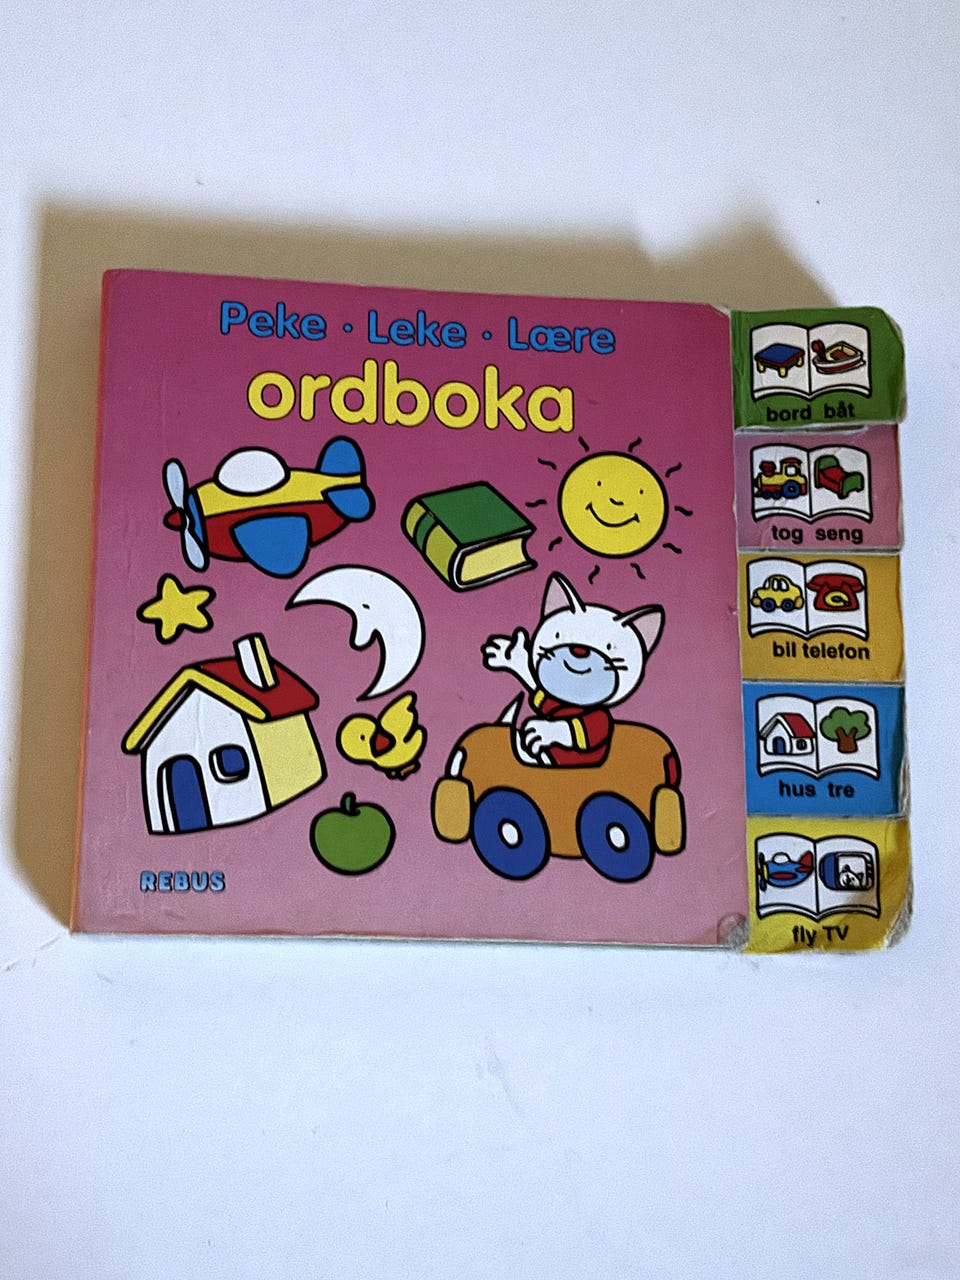 Peke · Leke · Lære
ordboka
bord båt
tog seng
bil telefon
hus tre
fly TV
REBUS